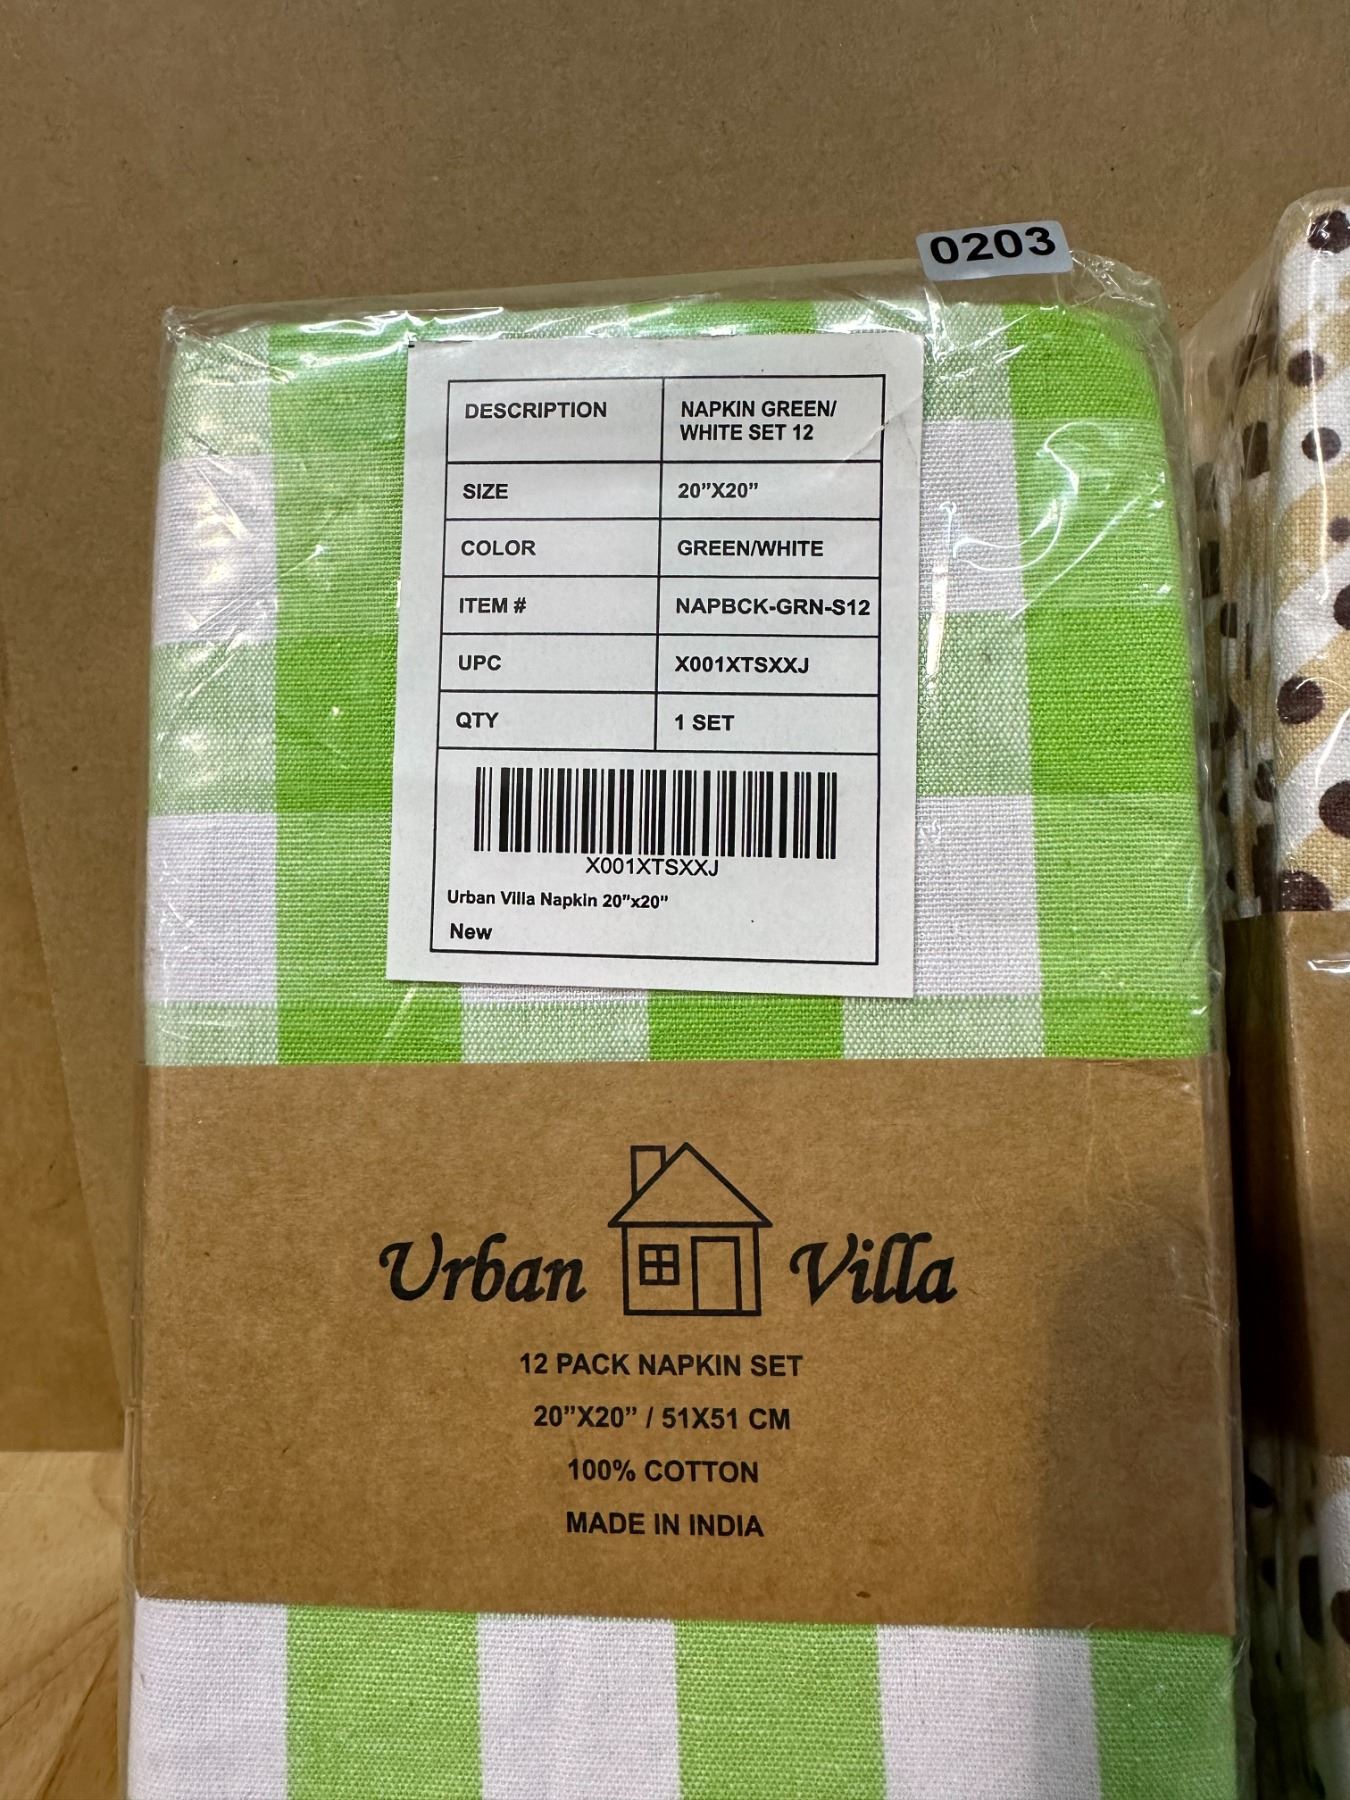 0203
DESCRIPTION NAPKIN GREEN/
WHITE SET 12
SIZE 20”X20”
COLOR GREEN/WHITE
ITEM # NAPBCK-GRN-S12
UPC X001XTSXXJ
QTY 1 SET
X001XTSXXJ
Urban Villa Napkin 20"x20"
New
Urban Villa
12 PACK NAPKIN SET
20”X20” / 51X51 CM
100% COTTON
MADE IN INDIA